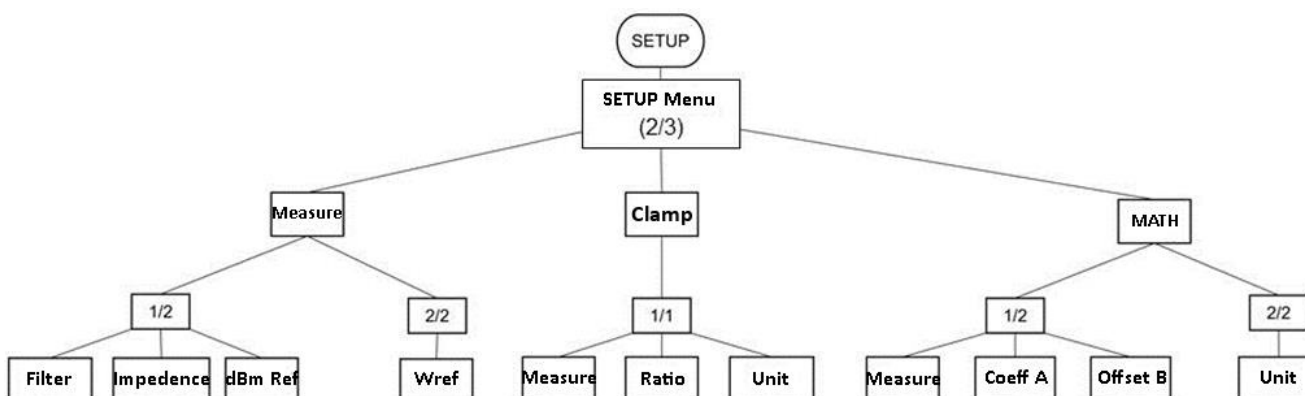 SETUP
SETUP Menu
(2/3)
Measure
Clamp
MATH
1/2
2/2
1/1
1/2
2/2
Filter
Impedence
dBm Ref
Wref
Measure
Ratio
Unit
Measure
Coeff A
Offset B
Unit